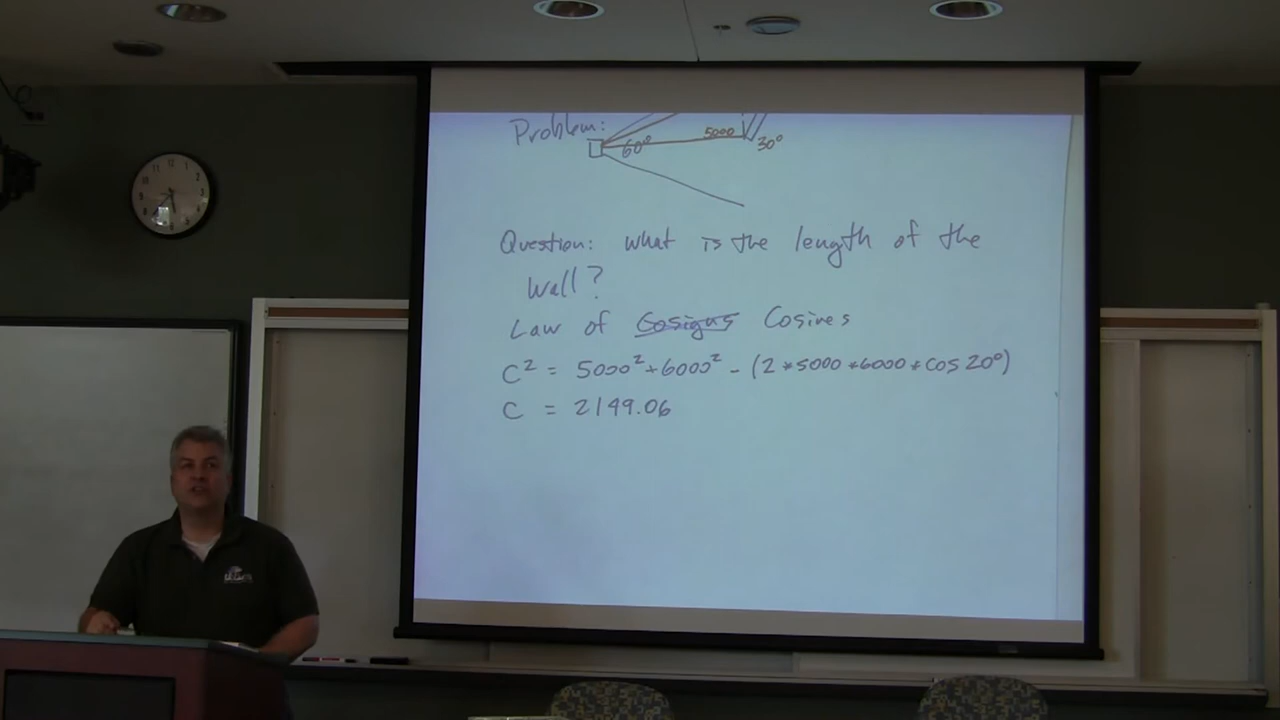 Problem:
60° 5000 30°
Question: what is the length of the
wall?
Law of Cosigns Cosines
C² = 5000² + 6000² - (2 * 5000 * 6000 * COS 20°)
C = 2149.06